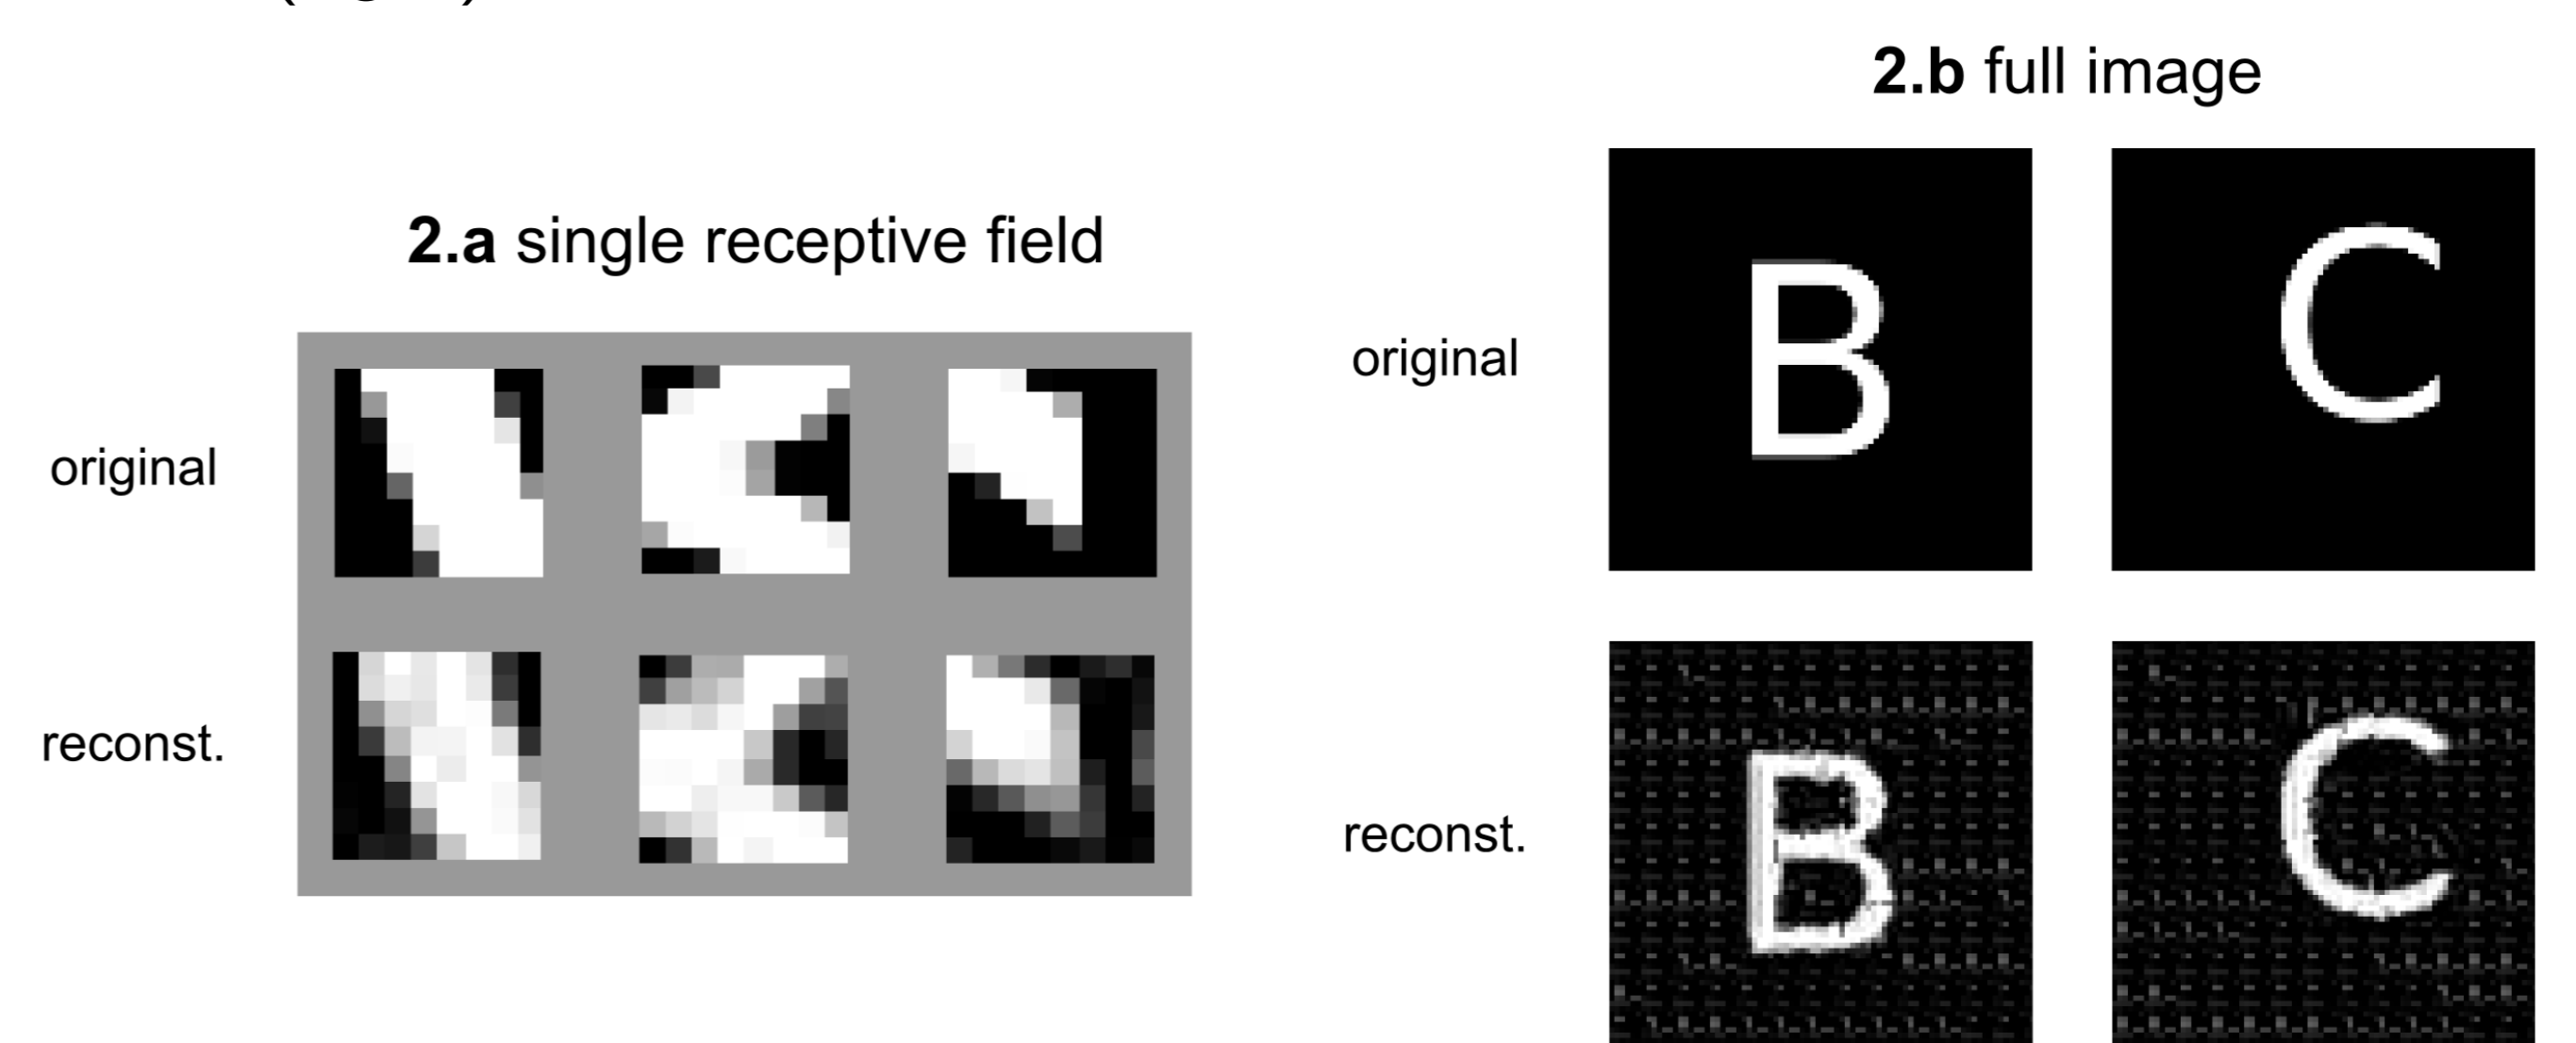 2.b full image
2.a single receptive field
original
original
reconst.
reconst.
B
C
B
C